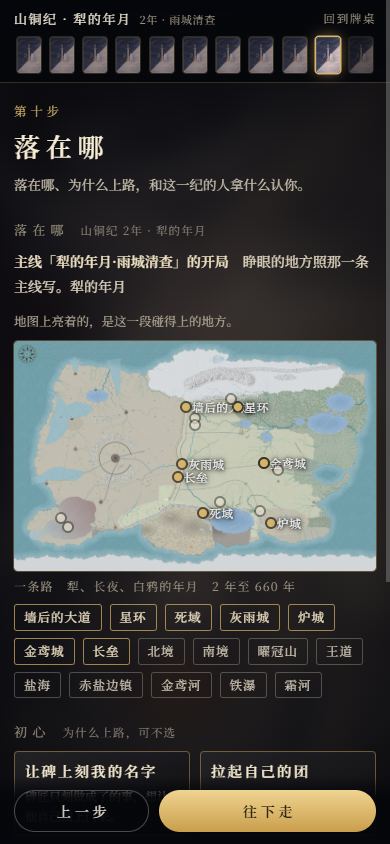 山铜纪 · 犁的年月 2年 · 雨城清查 回到牌桌
第十步
落在哪
落在哪、为什么上路，和这一纪的人拿什么认你。
落在哪 山铜纪 2年 · 犁的年月
主线「犁的年月·雨城清查」的开局 睁眼的地方照那一条
主线写。犁的年月
地图上亮着的，是这一段碰得上的地方。
墙后的 星环
灰雨城 金鸢城
长垒
死域 炉城
一条路 犁、长夜、白鸦的年月 2 年至 660 年
墙后的大道 星环 死域 灰雨城 炉城
金鸢城 长垒 北境 南境 曜冠山 王道
盐海 赤盐边镇 金鸢河 铁瀑 霜河
初心 为什么上路，可不选
让碑上刻我的名字 拉起自己的团
上一步 往下走